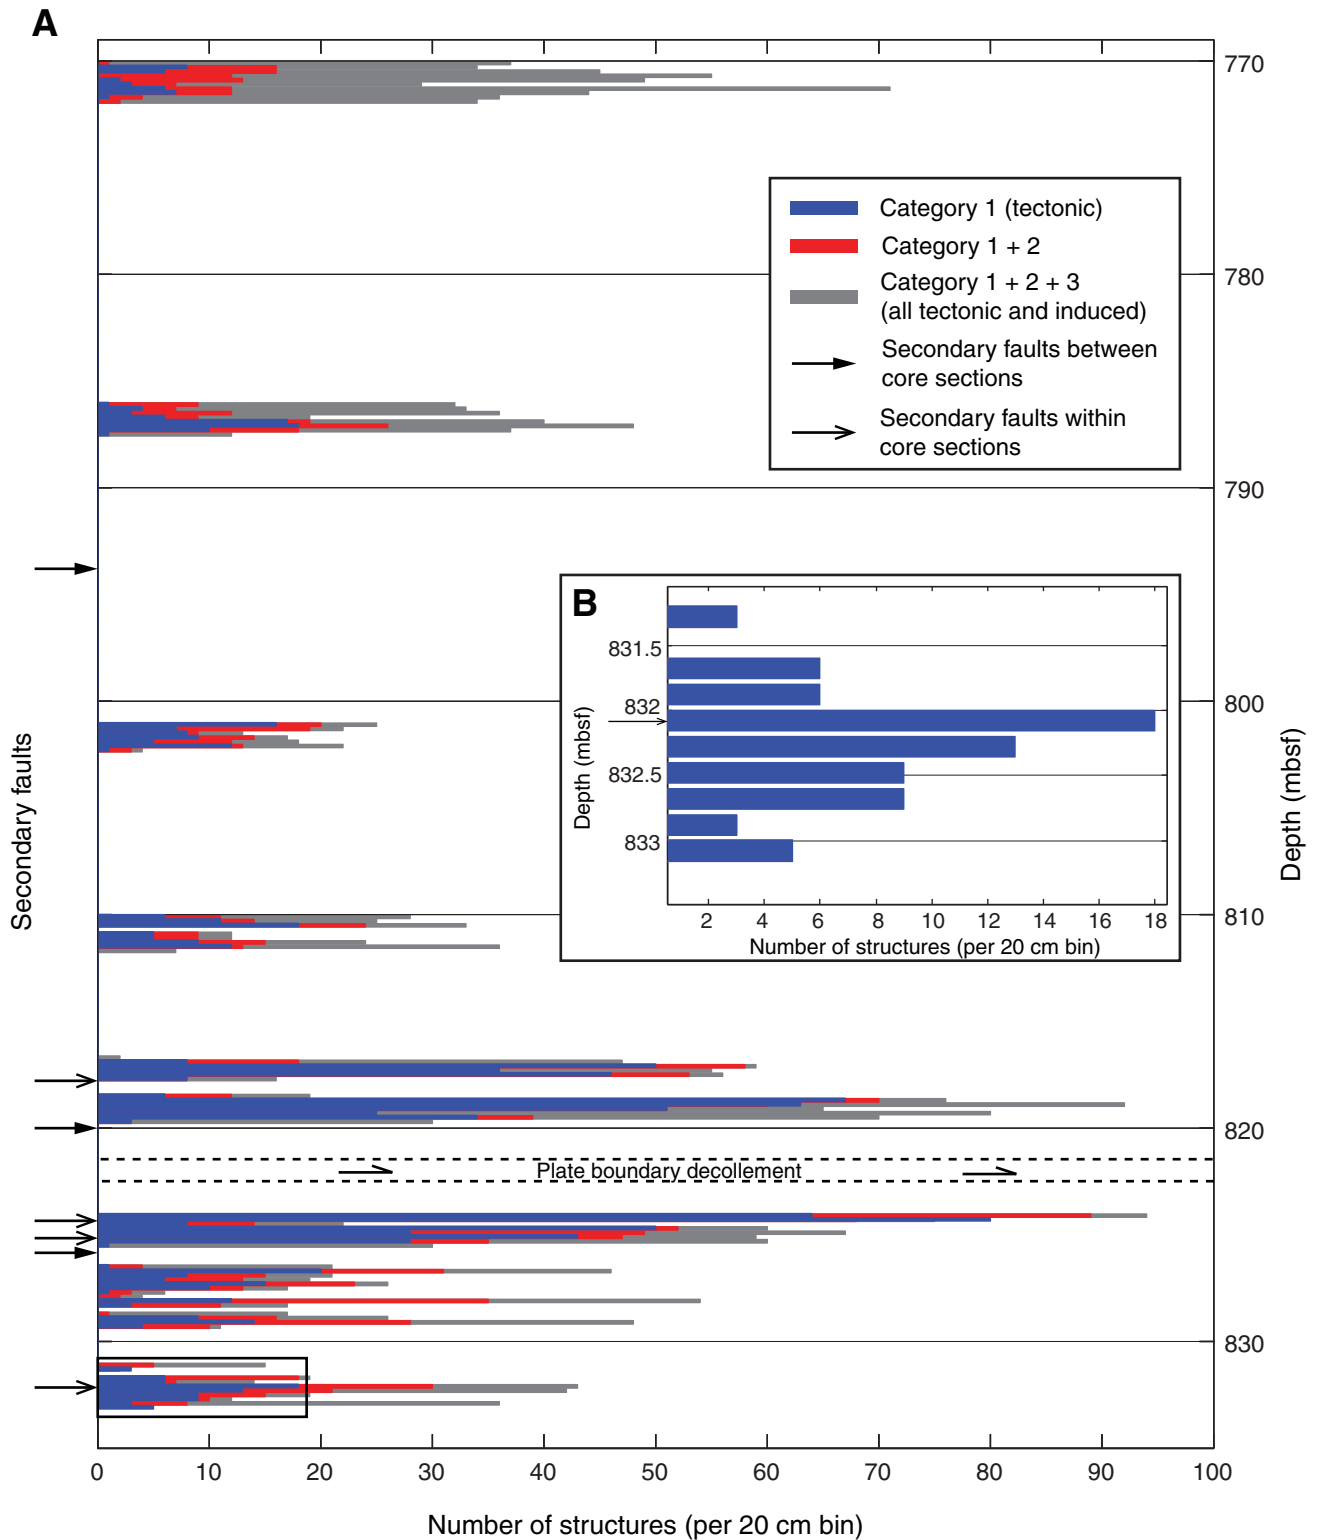 A
770
Category 1 (tectonic)
Category 1 + 2
Category 1 + 2 + 3
(all tectonic and induced)
Secondary faults between
core sections
Secondary faults within
core sections
780
790
B
831.5
832
832.5
833
Depth (mbsf)
2 4 6 8 10 12 14 16 18
Number of structures (per 20 cm bin)
800
Secondary faults
Depth (mbsf)
810
820
Plate boundary decollement
830
0 10 20 30 40 50 60 70 80 90 100
Number of structures (per 20 cm bin)